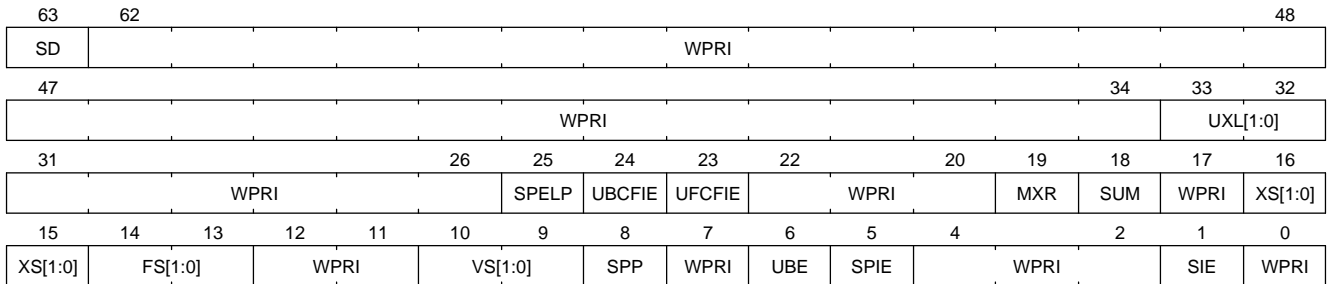 63 62 48
SD WPRI
47 34 33 32
WPRI UXL[1:0]
31 26 25 24 23 22 20 19 18 17 16
WPRI SPELP UBCFIE UFCFIE WPRI MXR SUM WPRI XS[1:0]
15 14 13 12 11 10 9 8 7 6 5 4 2 1 0
XS[1:0] FS[1:0] WPRI VS[1:0] SPP WPRI UBE SPIE WPRI SIE WPRI